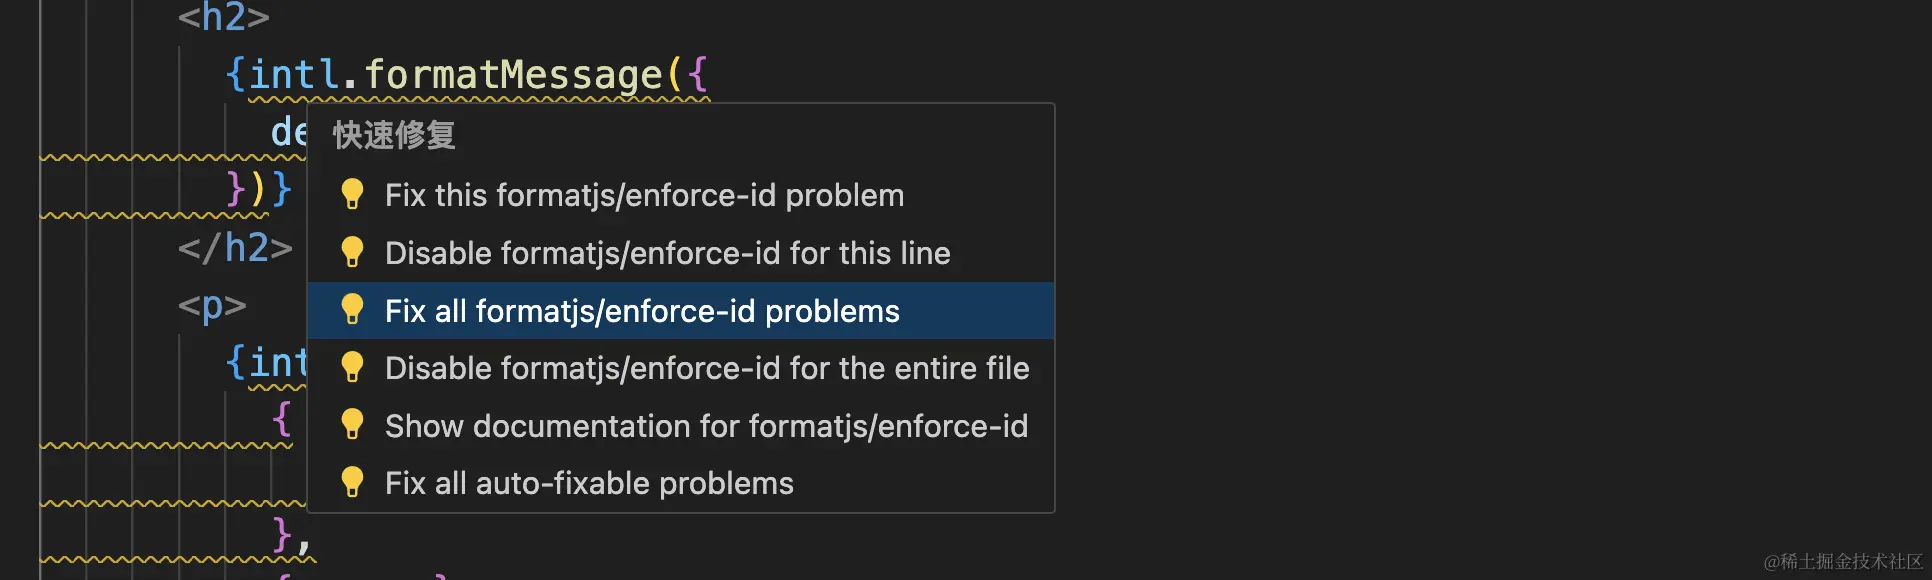 <h2>
{intl.formatMessage({
de
快速修复
Fix this formatjs/enforce-id problem
})}
Disable formatjs/enforce-id for this line
</h2>
<p>
Fix all formatjs/enforce-id problems
{int
Disable formatjs/enforce-id for the entire file
{
Show documentation for formatjs/enforce-id
Fix all auto-fixable problems
},
@稀土掘金技术社区